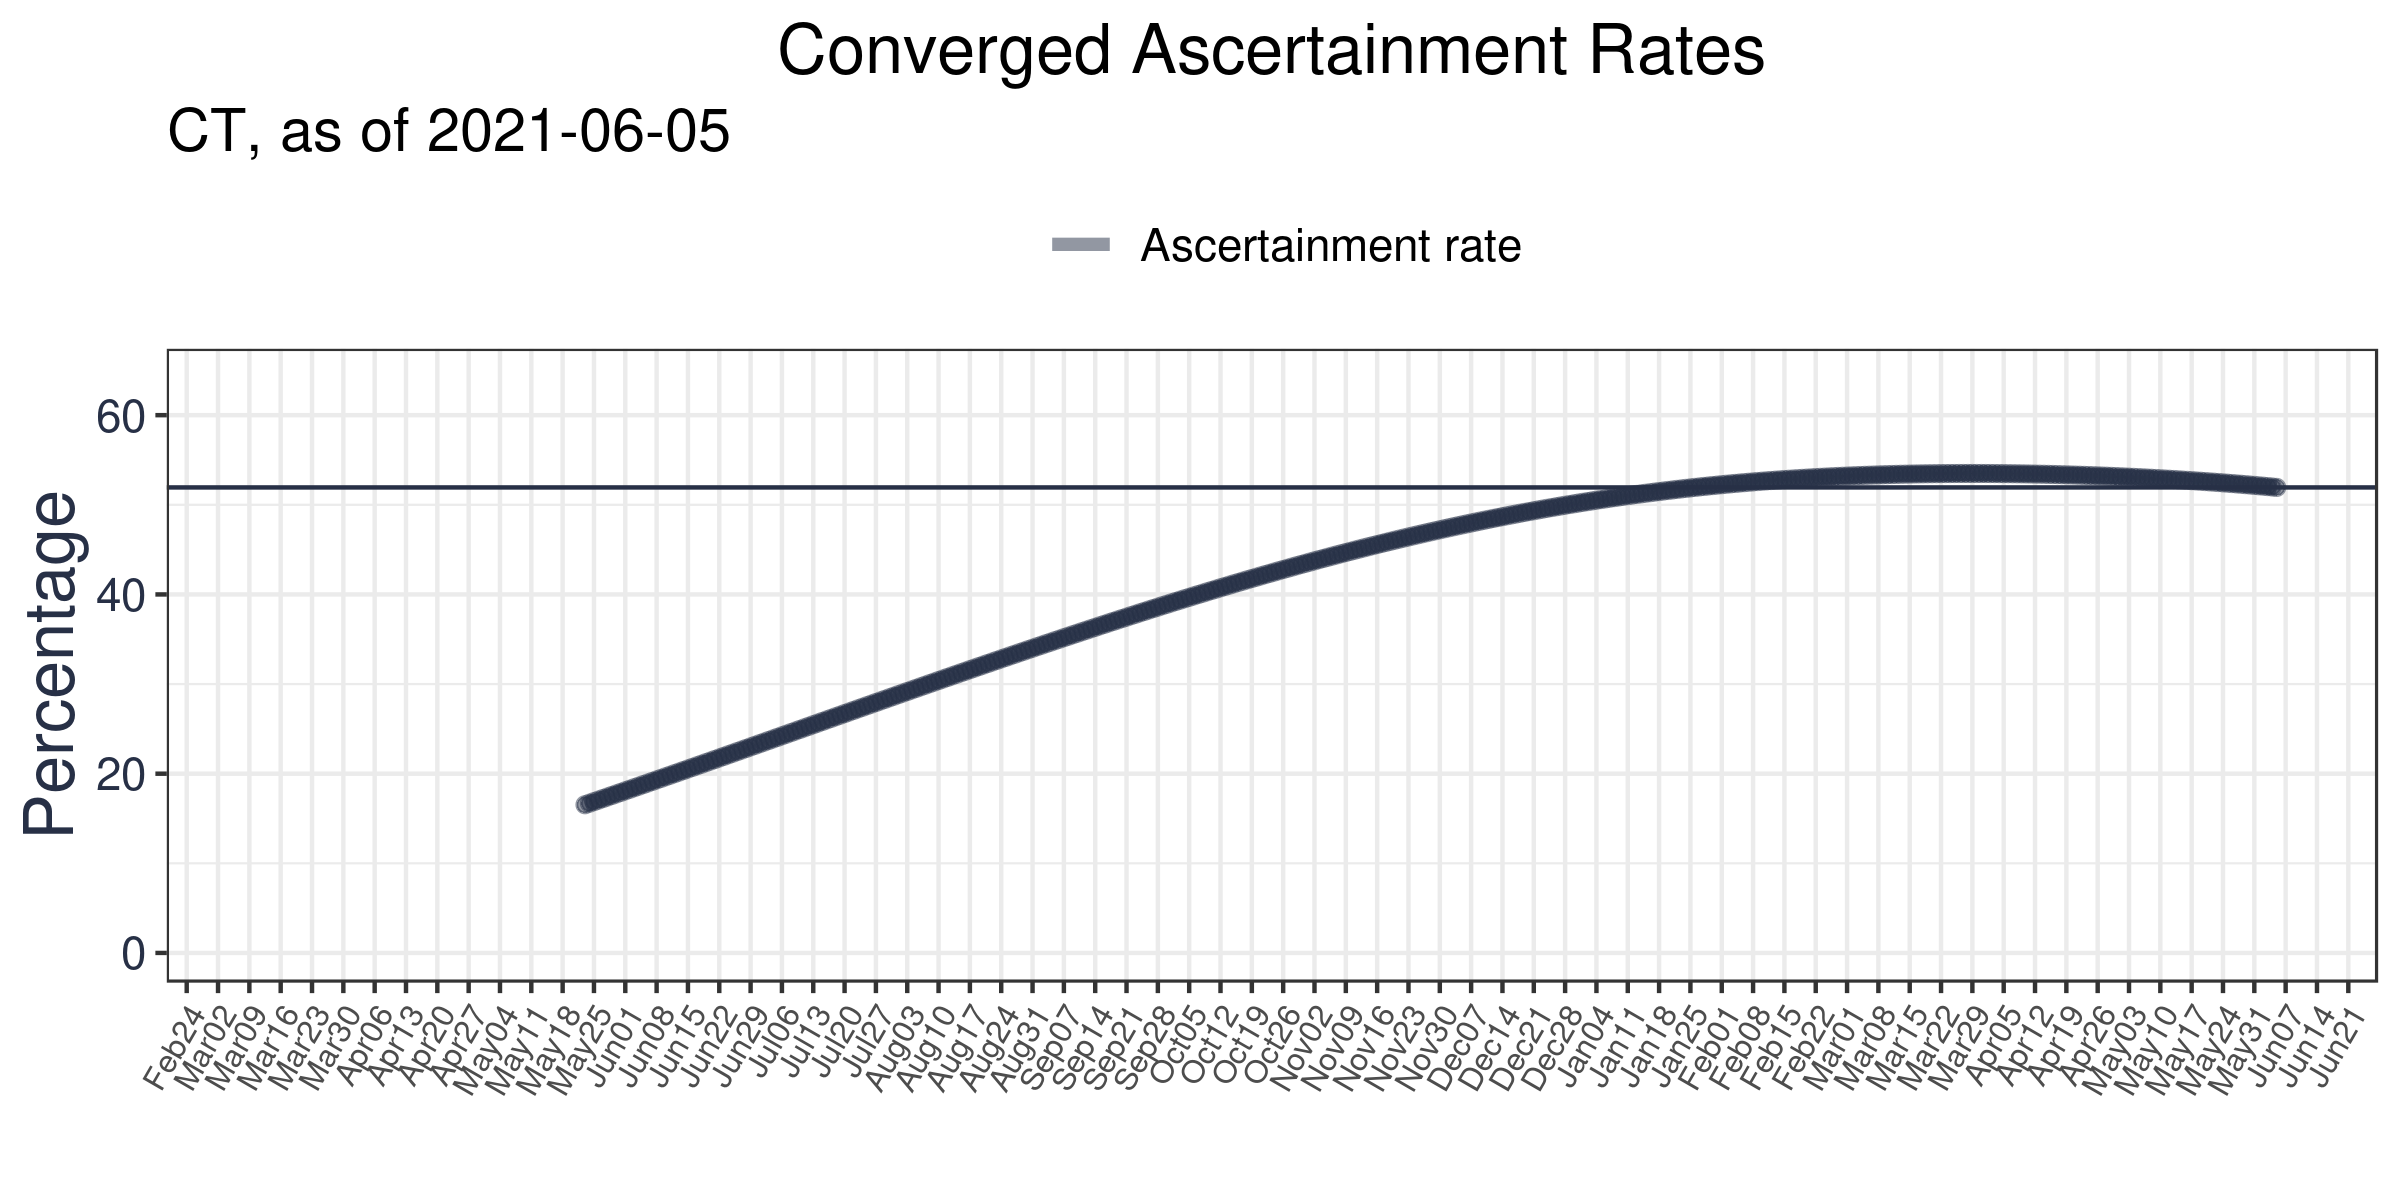 Converged Ascertainment Rates
CT, as of 2021-06-05
Ascertainment rate
Percentage
60
40
20
0
Feb24 Mar02 Mar09 Mar16 Mar23 Mar30 Apr06 Apr13 Apr20 Apr27 May04 May11 May18 May25 Jun01 Jun08 Jun15 Jun22 Jun29 Jul06 Jul13 Jul20 Jul27 Aug03 Aug10 Aug17 Aug24 Aug31 Sep07 Sep14 Sep21 Sep28 Oct05 Oct12 Oct19 Oct26 Nov02 Nov09 Nov16 Nov23 Nov30 Dec07 Dec14 Dec21 Dec28 Jan04 Jan11 Jan18 Jan25 Feb01 Feb08 Feb15 Feb22 Mar01 Mar08 Mar15 Mar22 Mar29 Apr05 Apr12 Apr19 Apr26 May03 May10 May17 May24 May31 Jun07 Jun14 Jun21